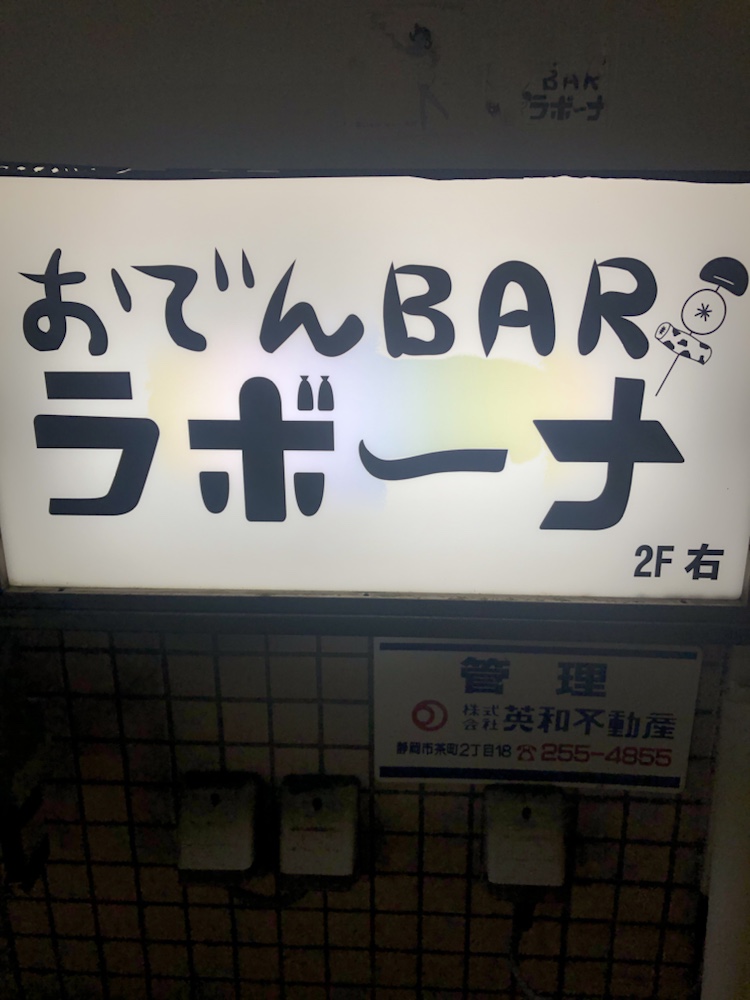 BAR
ラボーナ
おでんBAR
ラボーナ
2F 右
管理
株式会社 英和不動産
静岡市茶町2丁目18 ☎255-4855